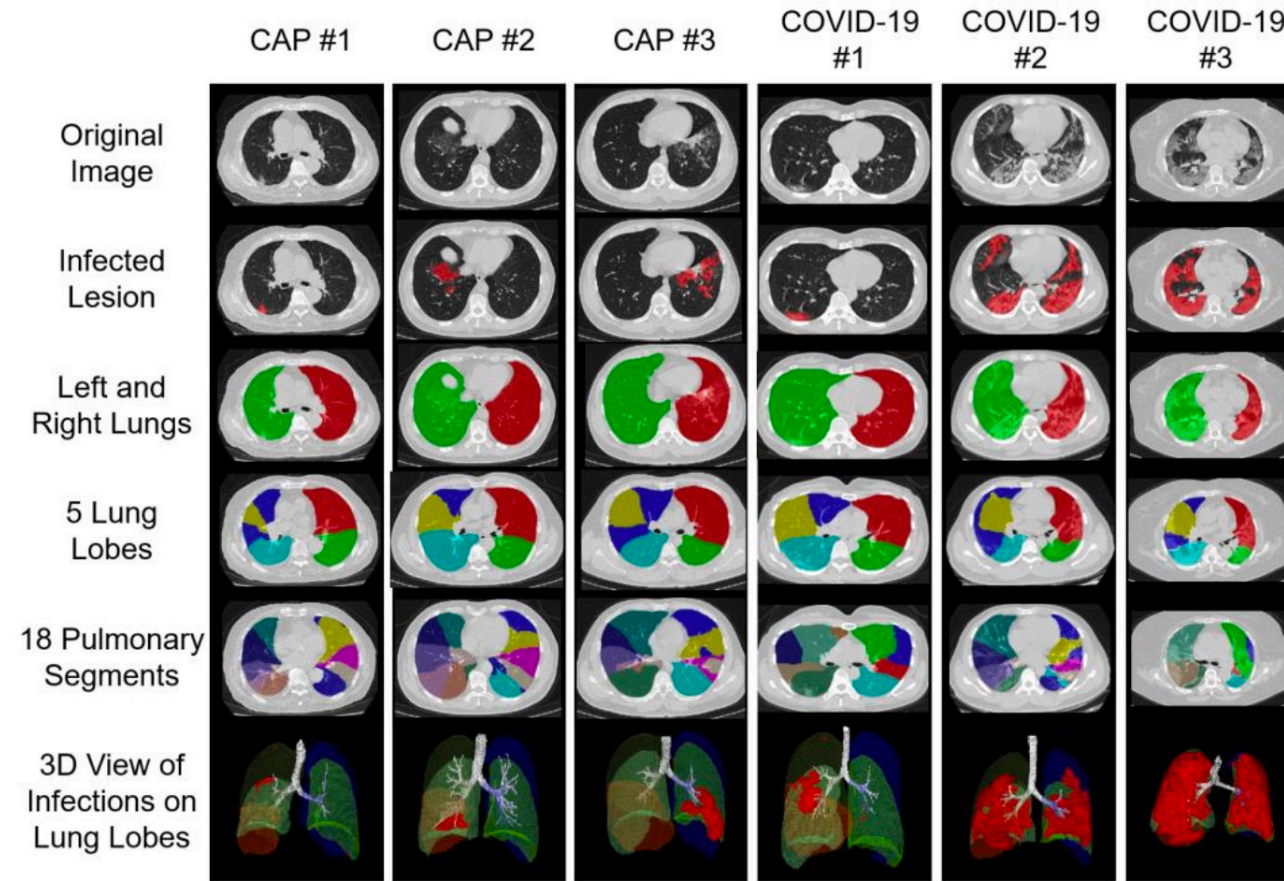 CAP #1
CAP #2
CAP #3
COVID-19
#1
COVID-19
#2
COVID-19
#3
Original
Image
Infected
Lesion
Left and
Right Lungs
5 Lung
Lobes
18 Pulmonary
Segments
3D View of
Infections on
Lung Lobes